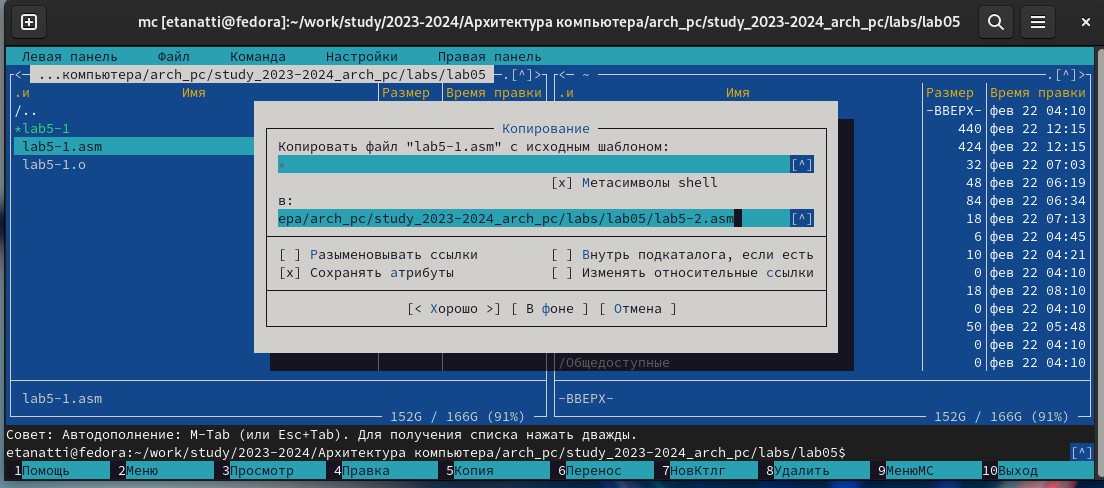 mc [etanatti@fedora]:~/work/study/2023-2024/Архитектура компьютера/arch_pc/study_2023-2024_arch_pc/labs/lab05
Левая панель Файл Команда Настройки Правая панель
<— ...компьютера/arch_pc/study_2023-2024_arch_pc/labs/lab05 —.[^]> <— ~ —.[^]>
.и Имя Размер Время правки .и Имя Размер Время правки
/.. -ВВЕРХ- фев 22 04:10
*lab5-1 440 фев 22 12:15
lab5-1.asm 424 фев 22 12:15
lab5-1.o 32 фев 22 07:03
48 фев 22 06:19
84 фев 22 06:34
18 фев 22 07:13
6 фев 22 04:45
10 фев 22 04:21
0 фев 22 04:10
18 фев 22 08:10
0 фев 22 04:10
50 фев 22 05:48
0 фев 22 04:10
/Общедоступные 0 фев 22 04:10
Копирование
Копировать файл "lab5-1.asm" с исходным шаблоном:
* [^]
[x] Метасимволы shell
в:
epa/arch_pc/study_2023-2024_arch_pc/labs/lab05/lab5-2.asm [^]
[ ] Разыменовывать ссылки [ ] Внутрь подкаталога, если есть
[x] Сохранять атрибуты [ ] Изменять относительные ссылки
[< Хорошо >] [ В фоне ] [ Отмена ]
lab5-1.asm -ВВЕРХ-
152G / 166G (91%) 152G / 166G (91%)
Совет: Автодополнение: M-Tab (или Esc+Tab). Для получения списка нажать дважды.
etanatti@fedora:~/work/study/2023-2024/Архитектура компьютера/arch_pc/study_2023-2024_arch_pc/labs/lab05$ [^]
1Помощь 2Меню 3Просмотр 4Правка 5Копия 6Перенос 7НовКтлг 8Удалить 9МенюМС 10Выход